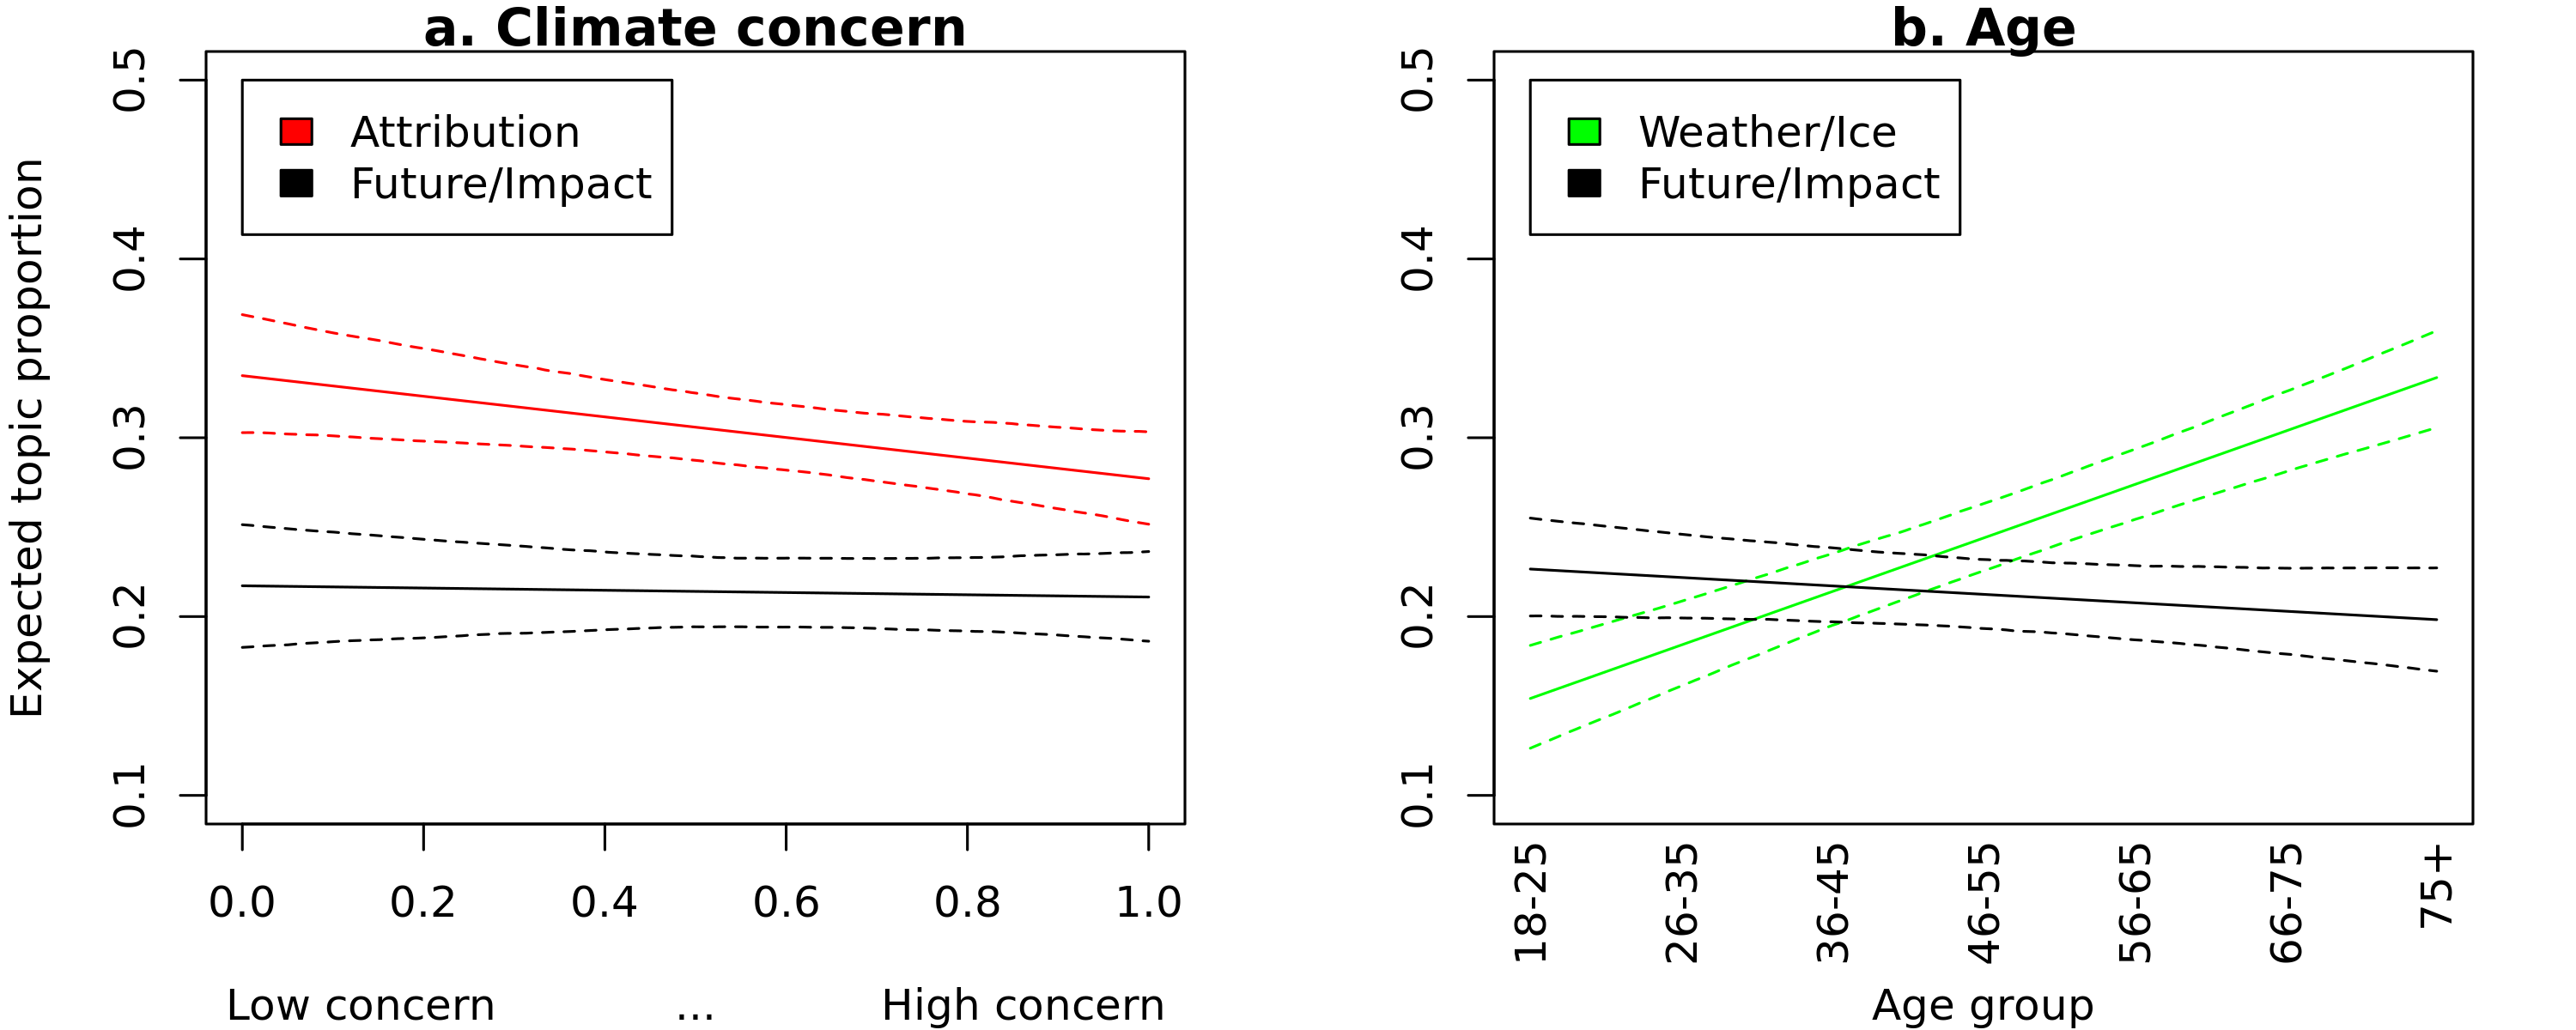 a. Climate concern
Expected topic proportion
0.5
0.4
0.3
0.2
0.1
Attribution
Future/Impact
0.0 0.2 0.4 0.6 0.8 1.0
Low concern ... High concern
b. Age
0.5
0.4
0.3
0.2
0.1
Weather/Ice
Future/Impact
18-25 26-35 36-45 46-55 56-65 66-75 75+
Age group